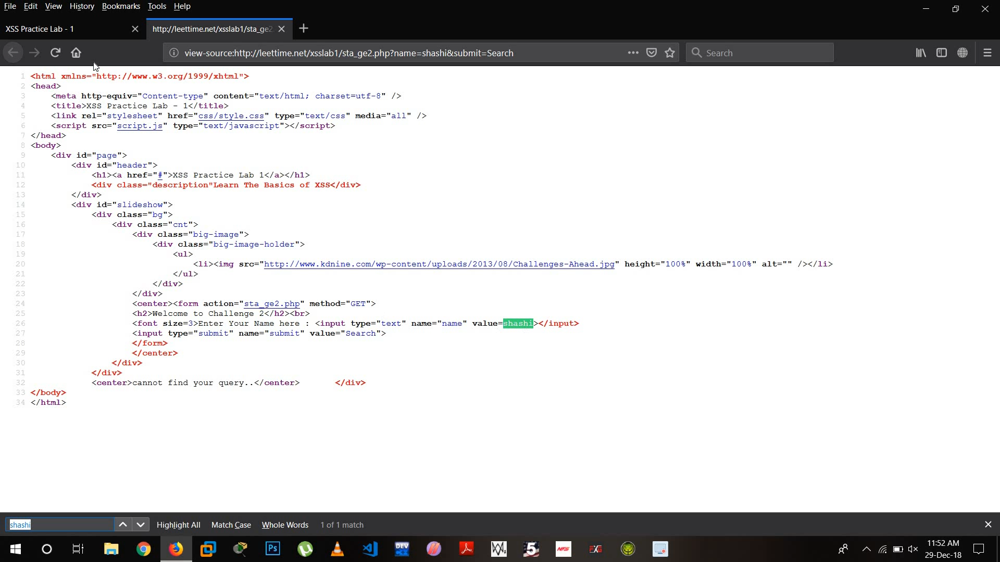 File Edit View History Bookmarks Tools Help
XSS Practice Lab - 1
http://leettime.net/xsslab1/sta_ge2
view-source:http://leettime.net/xsslab1/sta_ge2.php?name=shashi&submit=Search
Search
1 <html xmlns="http://www.w3.org/1999/xhtml">
2 <head>
3 <meta http-equiv="Content-type" content="text/html; charset=utf-8" />
4 <title>XSS Practice Lab - 1</title>
5 <link rel="stylesheet" href="css/style.css" type="text/css" media="all" />
6 <script src="script.js" type="text/javascript"></script>
7 </head>
8 <body>
9 <div id="page">
10 <div id="header">
11 <h1><a href="#">XSS Practice Lab 1</a></h1>
12 <div class="description"Learn The Basics of XSS</div>
13 </div>
14 <div id="slideshow">
15 <div class="bg">
16 <div class="cnt">
17 <div class="big-image">
18 <div class="big-image-holder">
19 <ul>
20 <li><img src="http://www.kdnine.com/wp-content/uploads/2013/08/Challenges-Ahead.jpg" height="100%" width="100%" alt="" /></li>
21 </ul>
22 </div>
23 </div>
24 <center><form action="sta_ge2.php" method="GET">
25 <h2>Welcome to Challenge 2</h2><br>
26 <font size=3>Enter Your Name here : <input type="text" name="name" value=shashi></input>
27 <input type="submit" name="submit" value="Search">
28 </form>
29 </center>
30 </div>
31 </div>
32 <center>cannot find your query..</center> </div>
33 </body>
34 </html>
shashi
Highlight All Match Case Whole Words 1 of 1 match
Ps
DEV
5
NFS
11:52 AM
29-Dec-18